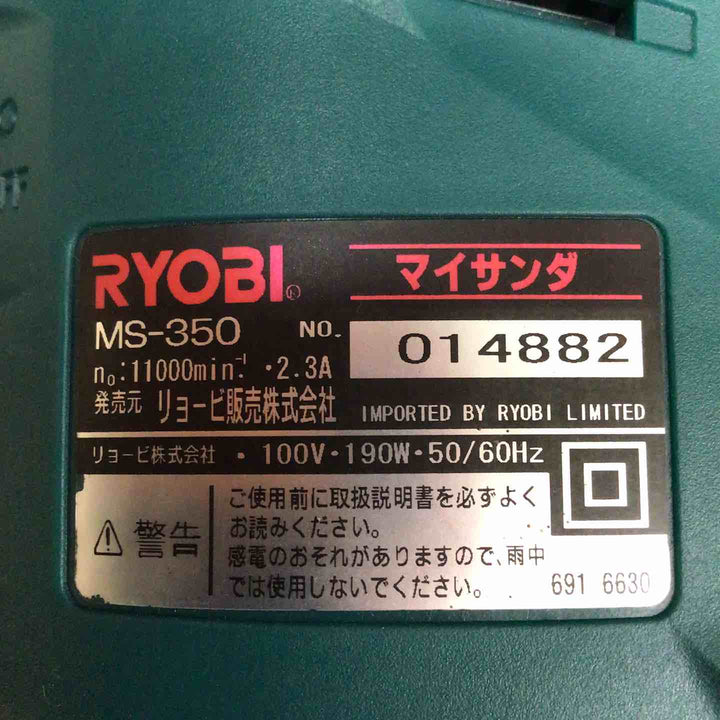 RYOBI® マイサンダ
MS-350 NO. 014882
n₀:11000min⁻¹ ・2.3A
発売元 リョービ販売株式会社 IMPORTED BY RYOBI LIMITED
リョービ株式会社 ・ 100V・190W・50/60Hz
⚠ 警告
ご使用前に取扱説明書を必ずよく
お読みください。
感電のおそれがありますので、雨中
では使用しないでください。
691 6630